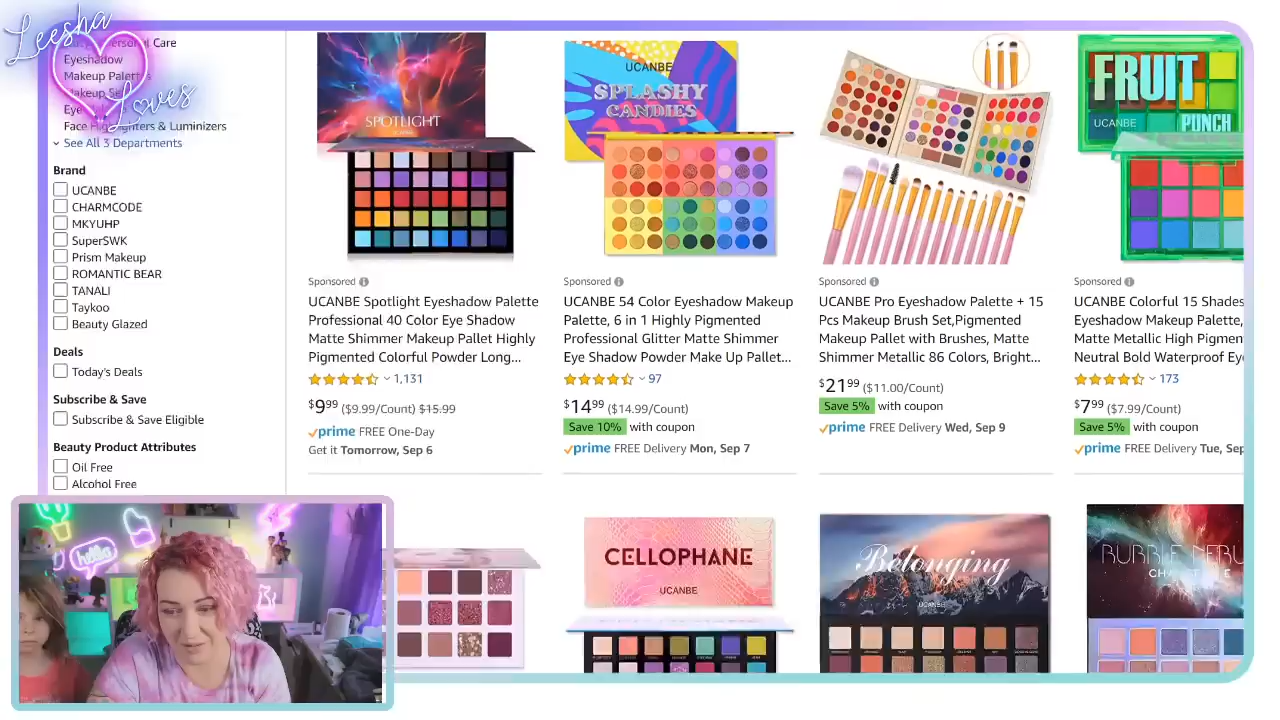 Leesha
Loves
Personal Care
Eyeshadow
Makeup Palettes
Makeup Sets
Eye
Face Highlighters & Luminizers
See All 3 Departments
Brand
UCANBE
CHARMCODE
MKYUHP
SuperSWK
Prism Makeup
ROMANTIC BEAR
TANALI
Taykoo
Beauty Glazed
Deals
Today's Deals
Subscribe & Save
Subscribe & Save Eligible
Beauty Product Attributes
Oil Free
Alcohol Free
hello
SPOTLIGHT
Sponsored
UCANBE Spotlight Eyeshadow Palette
Professional 40 Color Eye Shadow
Matte Shimmer Makeup Pallet Highly
Pigmented Colorful Powder Long...
1,131
$9.99 ($9.99/Count) $15.99
prime FREE One-Day
Get it Tomorrow, Sep 6
UCANBE
SPLASHY
CANDIES
Sponsored
UCANBE 54 Color Eyeshadow Makeup
Palette, 6 in 1 Highly Pigmented
Professional Glitter Matte Shimmer
Eye Shadow Powder Make Up Pallet...
97
$14.99 ($14.99/Count)
Save 10% with coupon
prime FREE Delivery Mon, Sep 7
Sponsored
UCANBE Pro Eyeshadow Palette + 15
Pcs Makeup Brush Set,Pigmented
Makeup Pallet with Brushes, Matte
Shimmer Metallic 86 Colors, Bright...
$21.99 ($11.00/Count)
Save 5% with coupon
prime FREE Delivery Wed, Sep 9
FRUIT
UCANBE PUNCH
Sponsored
UCANBE Colorful 15 Shades
Eyeshadow Makeup Palette,
Matte Metallic High Pigmen
Neutral Bold Waterproof Eye
173
$7.99 ($7.99/Count)
Save 5% with coupon
prime FREE Delivery Tue, Sep
CELLOPHANE
UCANBE
Belonging
UCANBE
BUBBLE NEBU